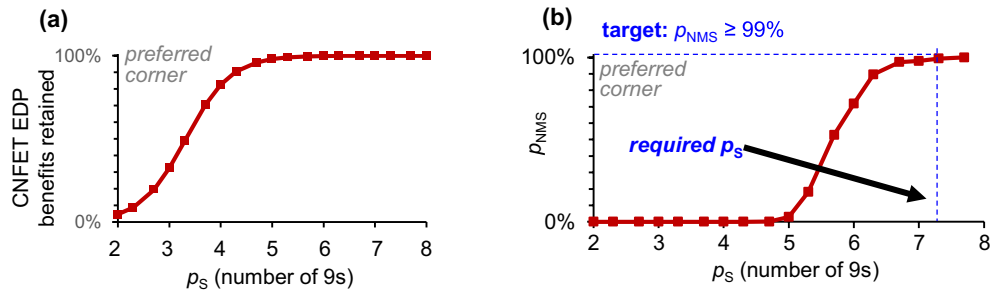 (a)
preferred
corner
100%
0%
CNFET EDP
benefits retained
2 3 4 5 6 7 8
pS (number of 9s)
(b)
target: pNMS ≥ 99%
100%
preferred
corner
required pS
pNMS
0%
2 3 4 5 6 7 8
pS (number of 9s)